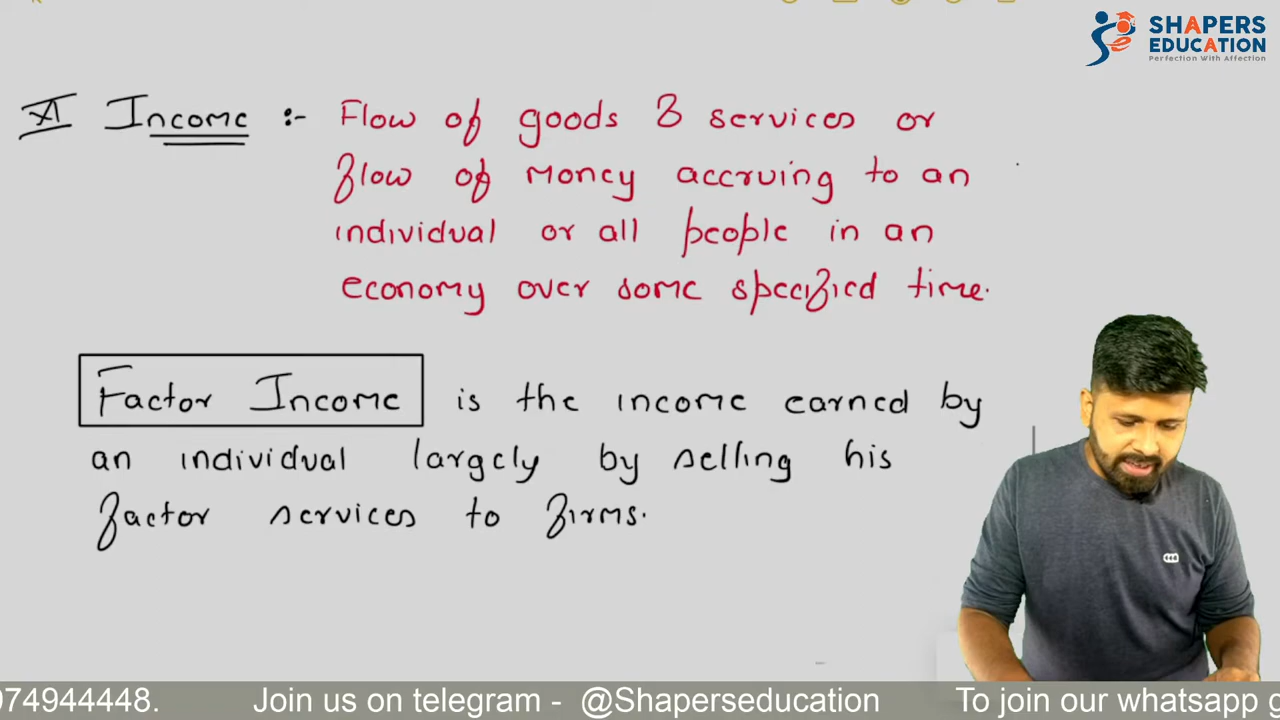 SHAPERS
EDUCATION
Perfection With Affection
XI Income :- Flow of goods & services or
flow of money accruing to an
individual or all people in an
economy over some specified time.
Factor Income is the income earned by
an individual largely by selling his
factor services to firms.
974944448. Join us on telegram - @Shaperseducation To join our whatsapp g